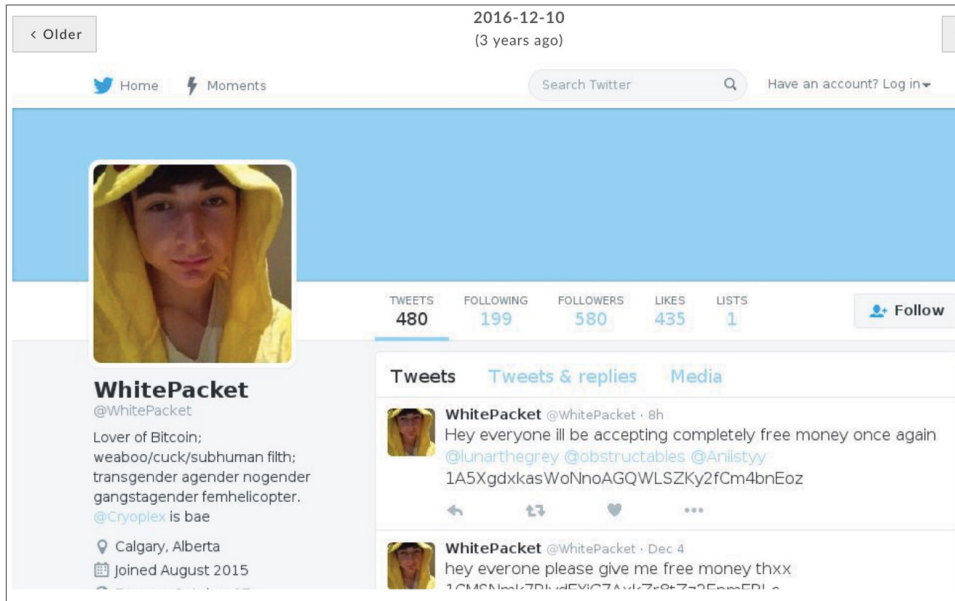 ‹ Older
2016-12-10
(3 years ago)
Home
Moments
Search Twitter
Have an account? Log in
TWEETS FOLLOWING FOLLOWERS LIKES LISTS
480 199 580 435 1
Follow
WhitePacket
@WhitePacket
Lover of Bitcoin;
weaboo/cuck/subhuman filth;
transgender agender nogender
gangstagender femhelicopter.
@Cryoplex is bae
Calgary, Alberta
Joined August 2015
Tweets Tweets & replies Media
WhitePacket @WhitePacket · 8h
Hey everyone ill be accepting completely free money once again
@lunarthegrey @obstructables @Aniistyy
1A5XgdxkasWoNnoAGQWLSZKy2fCm4bnEoz
WhitePacket @WhitePacket · Dec 4
hey everone please give me free money thxx